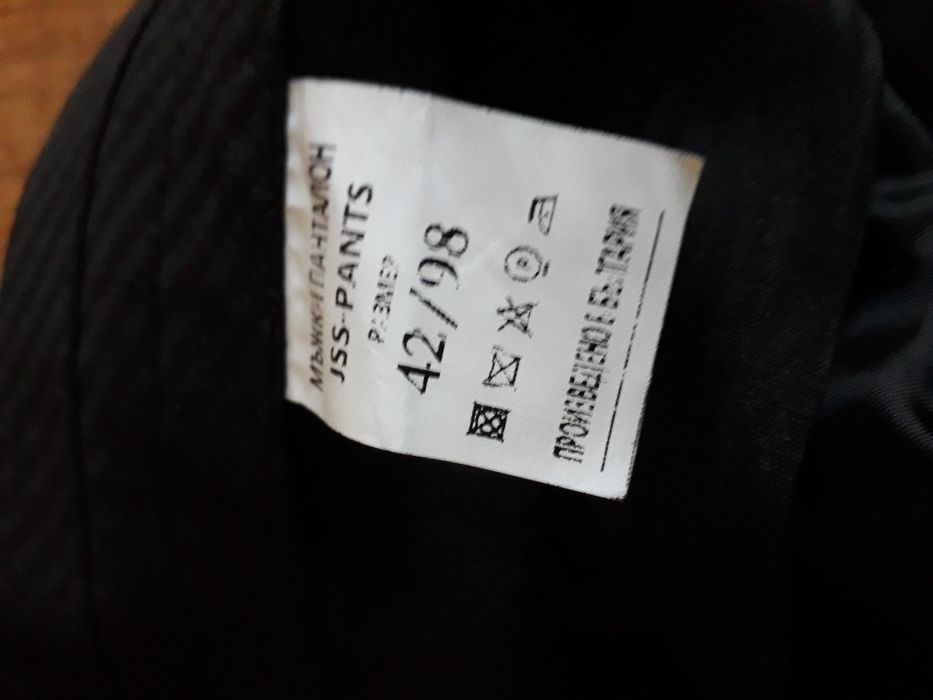 МЪЖКИ ПАНТАЛОН
JSS-PANTS
РАЗМЕР
42/98
ПРОИЗВЕДЕНО В БЪЛГАРИЯ